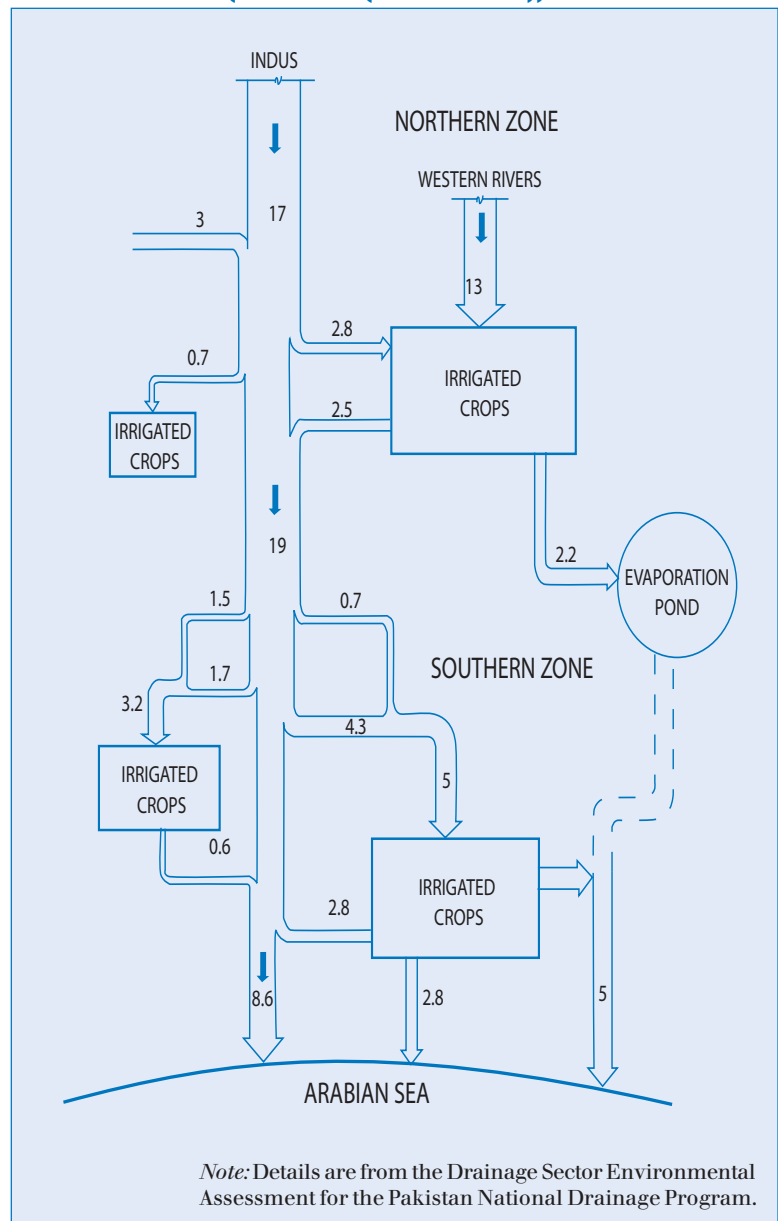 INDUS
NORTHERN ZONE
WESTERN RIVERS
3
17
13
2.8
0.7
IRRIGATED
CROPS
2.5
IRRIGATED
CROPS
19
2.2
EVAPORATION
POND
1.5
0.7
SOUTHERN ZONE
1.7
3.2
4.3
IRRIGATED
CROPS
5
0.6
IRRIGATED
CROPS
2.8
8.6
2.8
5
ARABIAN SEA
Note: Details are from the Drainage Sector Environmental
Assessment for the Pakistan National Drainage Program.